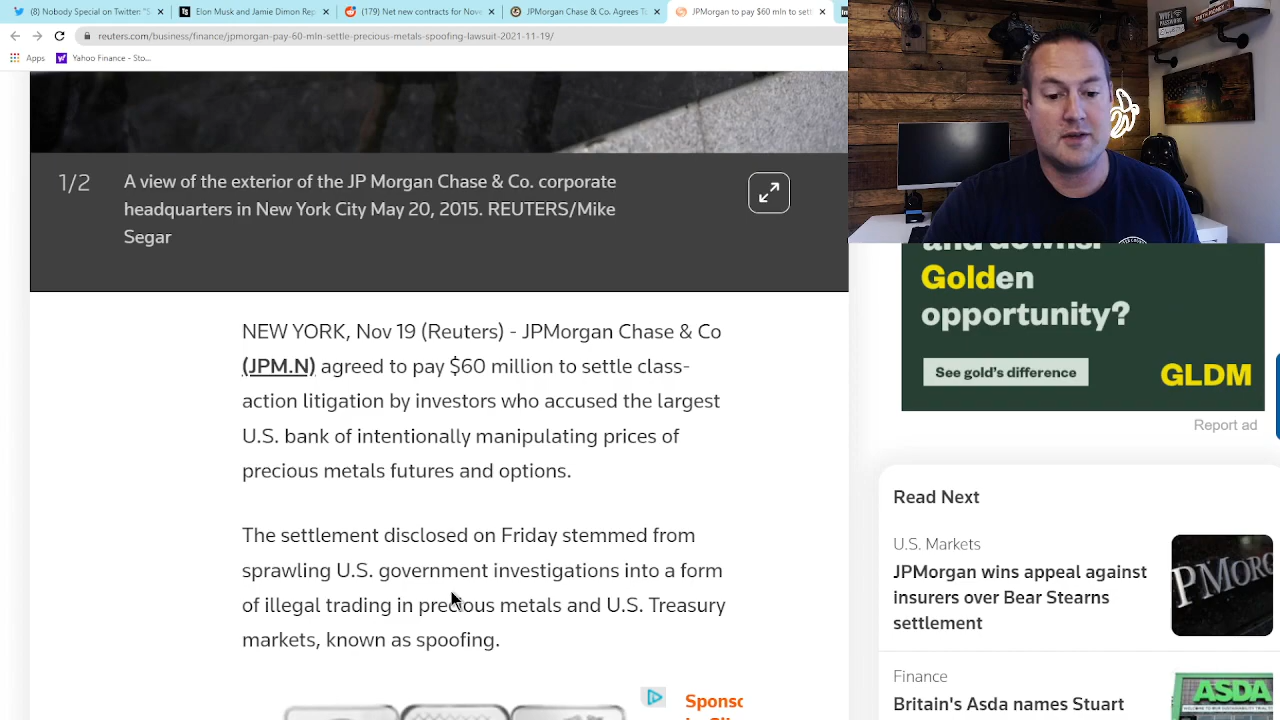 (8) Nobody Special on Twitter: "S
Elon Musk and Jamie Dimon Rep
(179) Net new contracts for Nove
JPMorgan Chase & Co. Agrees T
JPMorgan to pay $60 mln to sett
reuters.com/business/finance/jpmorgan-pay-60-mln-settle-precious-metals-spoofing-lawsuit-2021-11-19/
Apps
Yahoo Finance - Sto...
1/2
A view of the exterior of the JP Morgan Chase & Co. corporate
headquarters in New York City May 20, 2015. REUTERS/Mike
Segar
NEW YORK, Nov 19 (Reuters) - JPMorgan Chase & Co
(JPM.N) agreed to pay $60 million to settle class-
action litigation by investors who accused the largest
U.S. bank of intentionally manipulating prices of
precious metals futures and options.
The settlement disclosed on Friday stemmed from
sprawling U.S. government investigations into a form
of illegal trading in precious metals and U.S. Treasury
markets, known as spoofing.
Sponso
and downs.
Golden
opportunity?
See gold's difference
GLDM
Report ad
Read Next
U.S. Markets
JPMorgan wins appeal against
insurers over Bear Stearns
settlement
PMORG
Finance
Britain's Asda names Stuart
ASDA